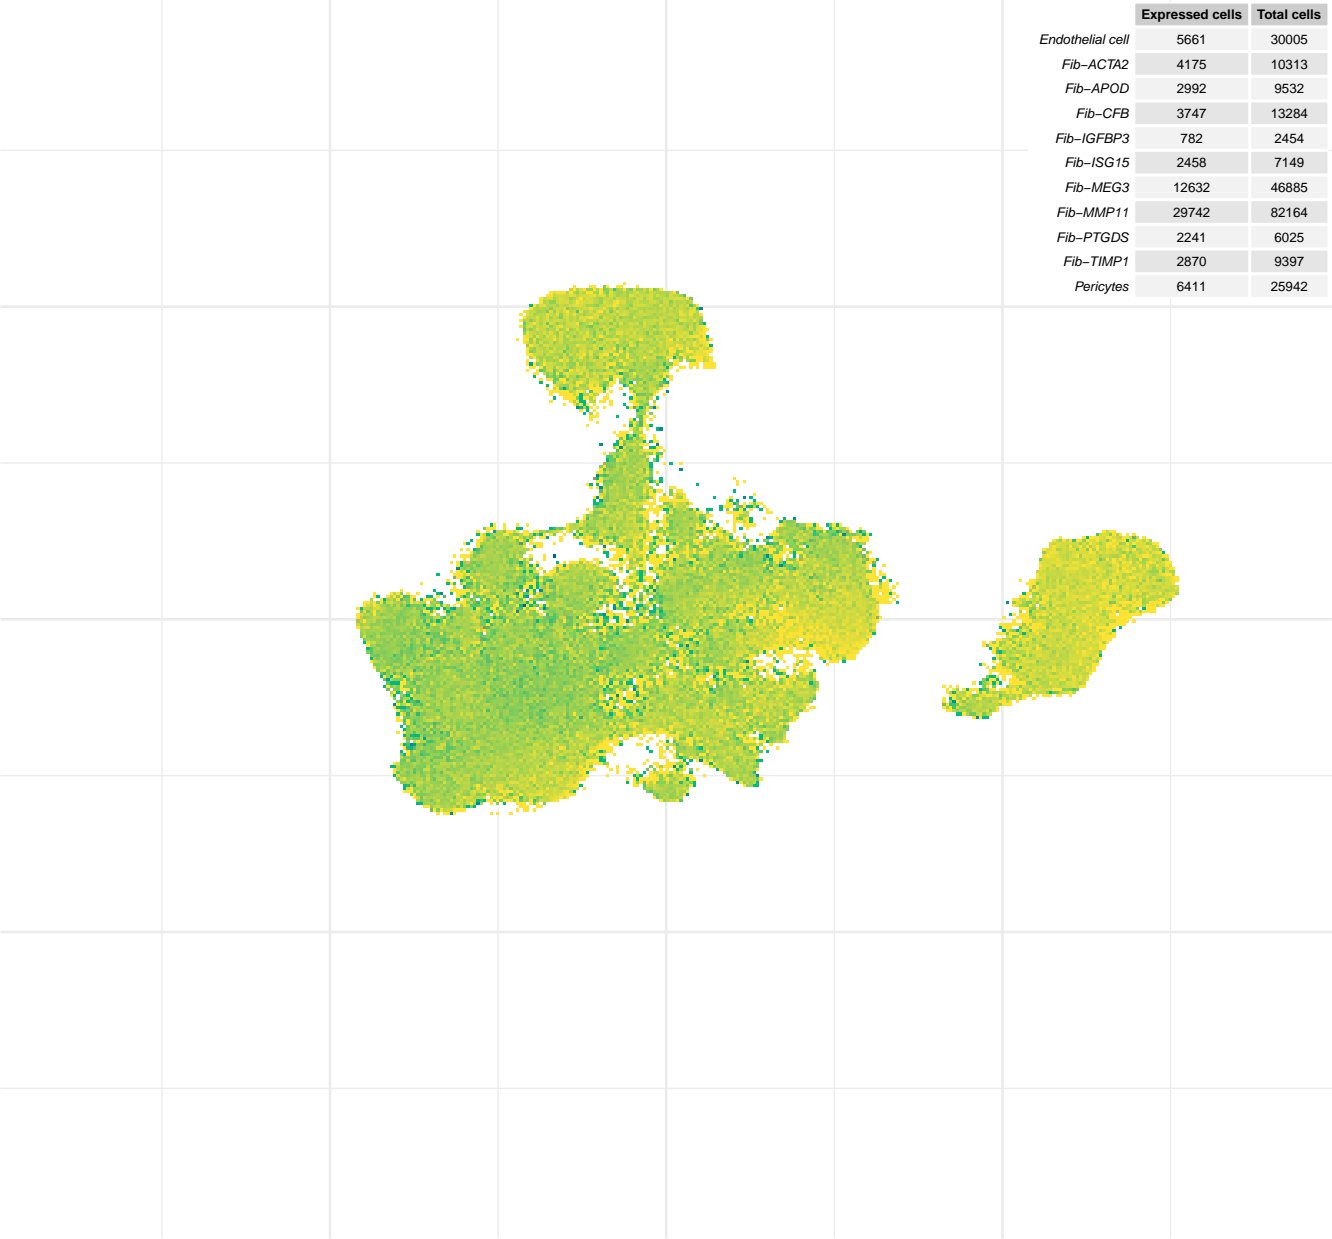 Expressed cells Total cells
Endothelial cell 5661 30005
Fib−ACTA2 4175 10313
Fib−APOD 2992 9532
Fib−CFB 3747 13284
Fib−IGFBP3 782 2454
Fib−ISG15 2458 7149
Fib−MEG3 12632 46885
Fib−MMP11 29742 82164
Fib−PTGDS 2241 6025
Fib−TIMP1 2870 9397
Pericytes 6411 25942